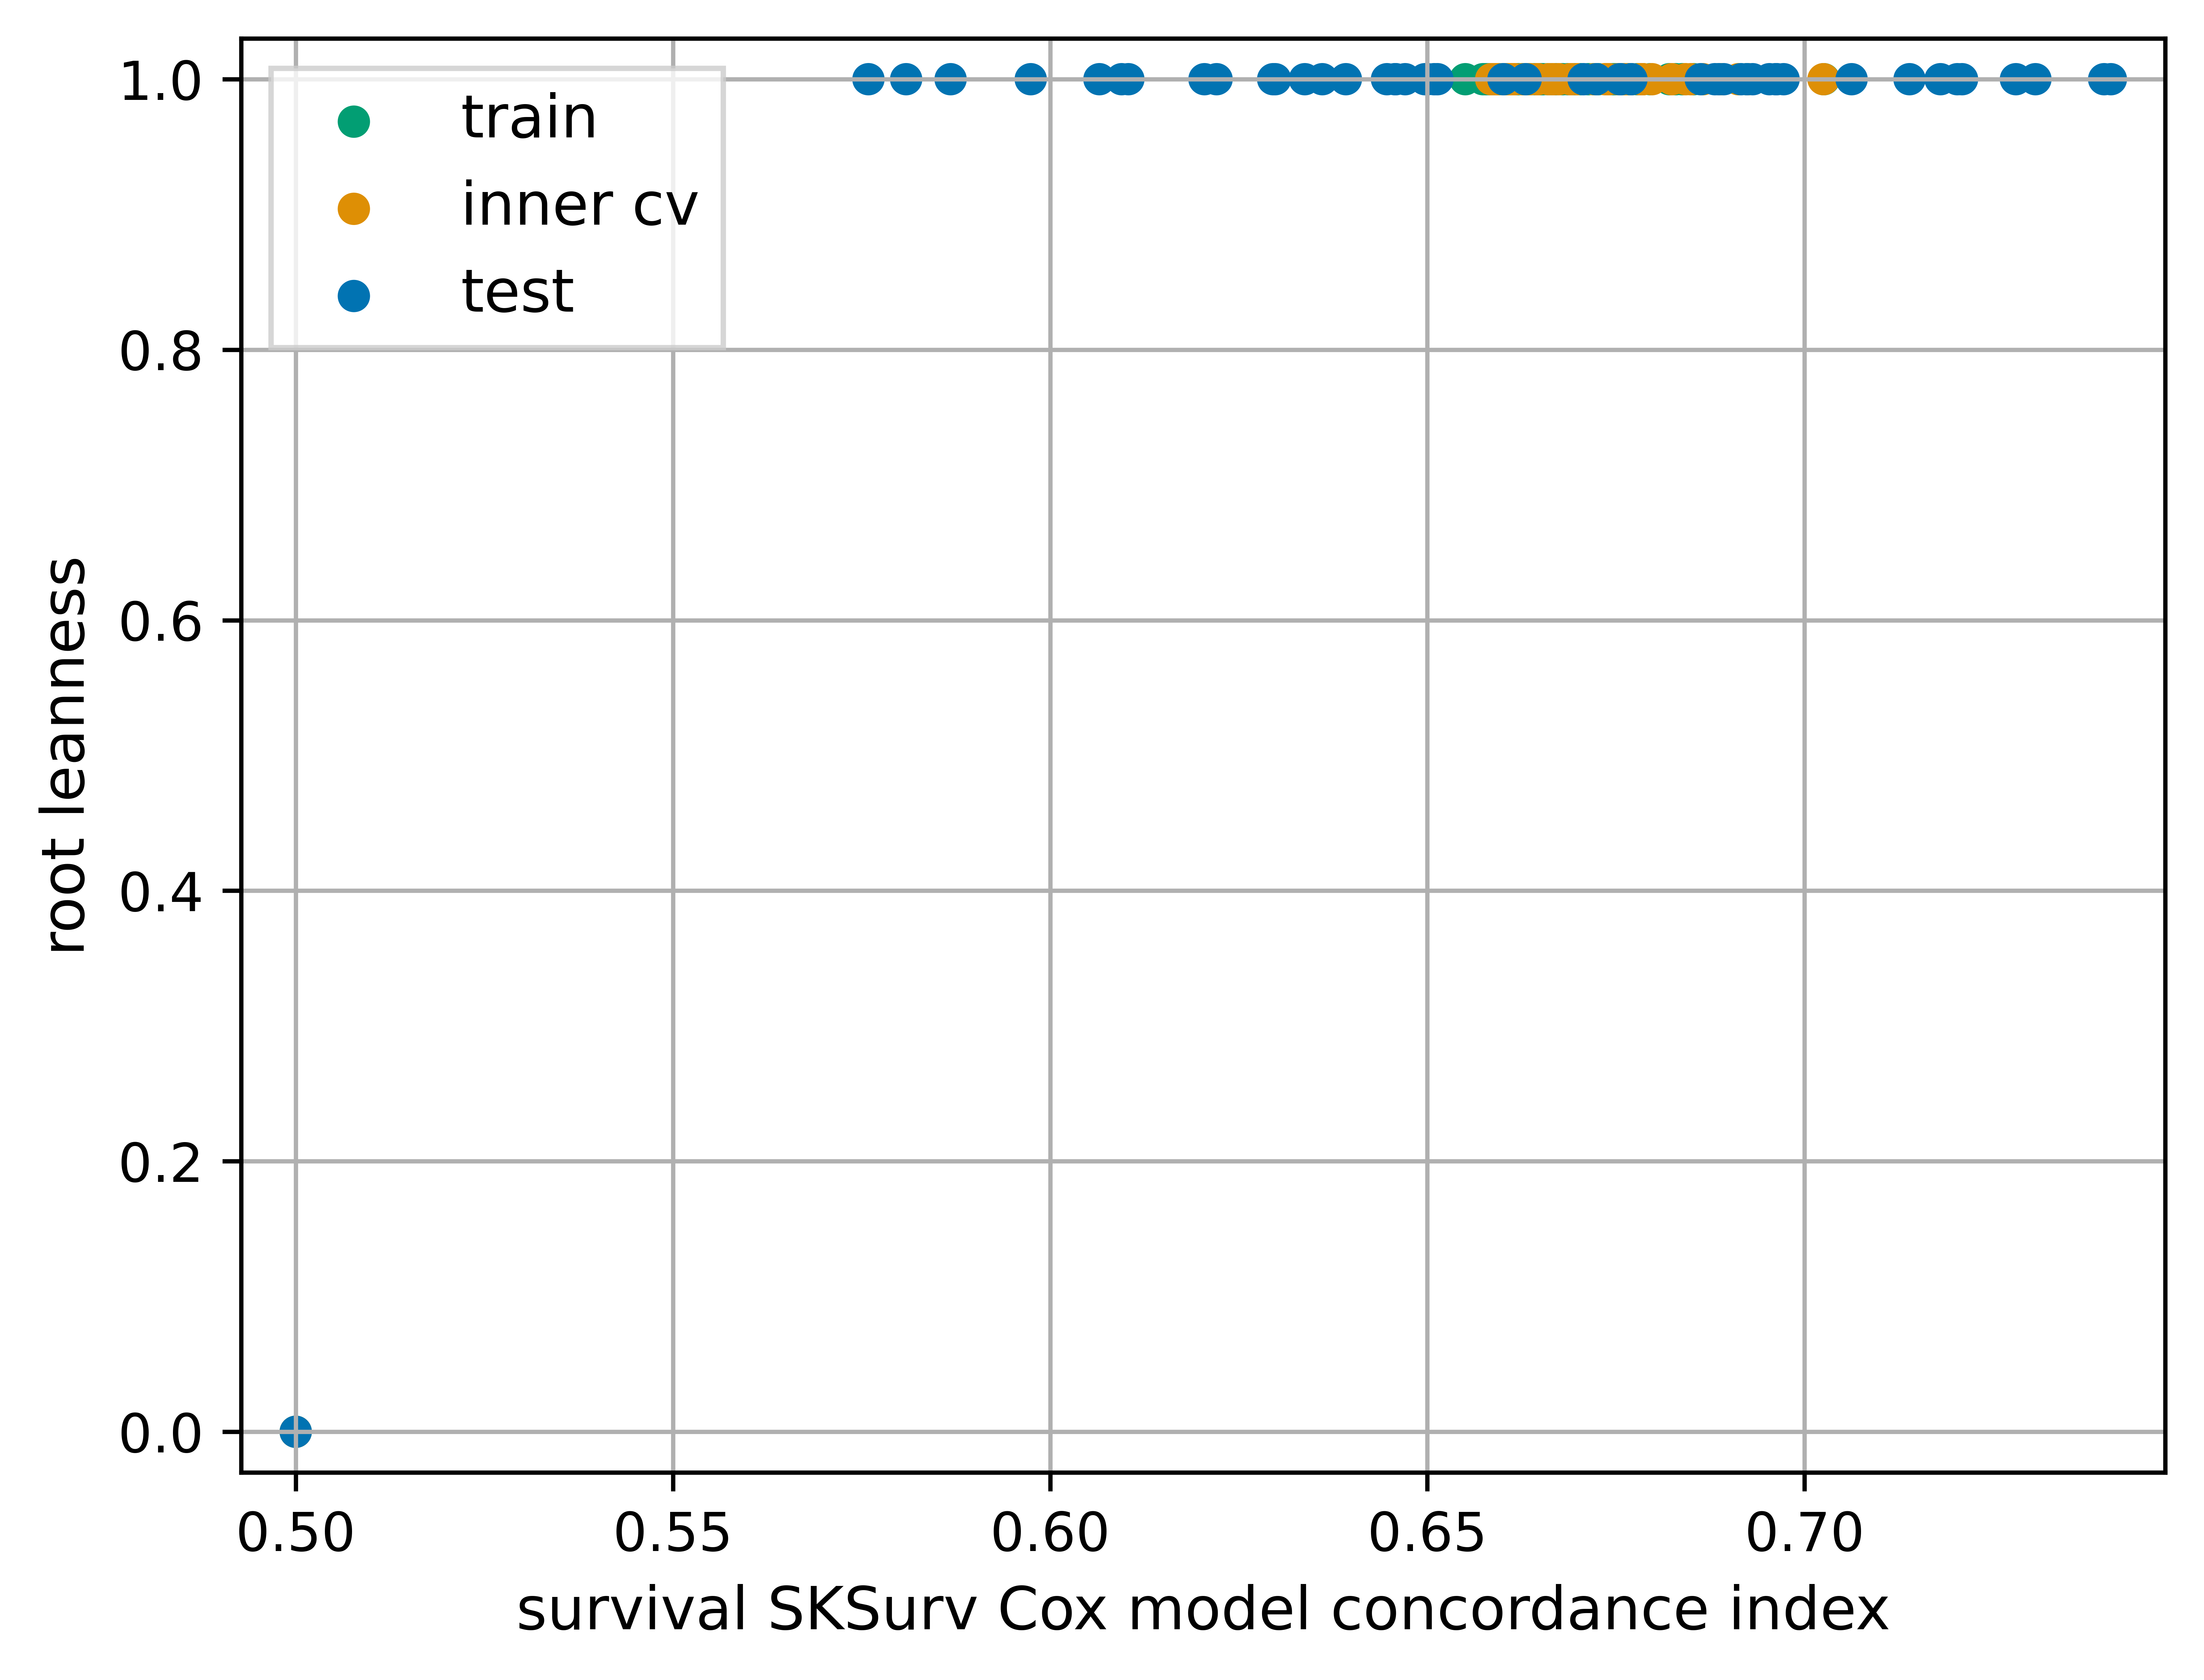 1.0
0.8
0.6
0.4
0.2
0.0
root leanness
train
inner cv
test
0.50 0.55 0.60 0.65 0.70
survival SKSurv Cox model concordance index